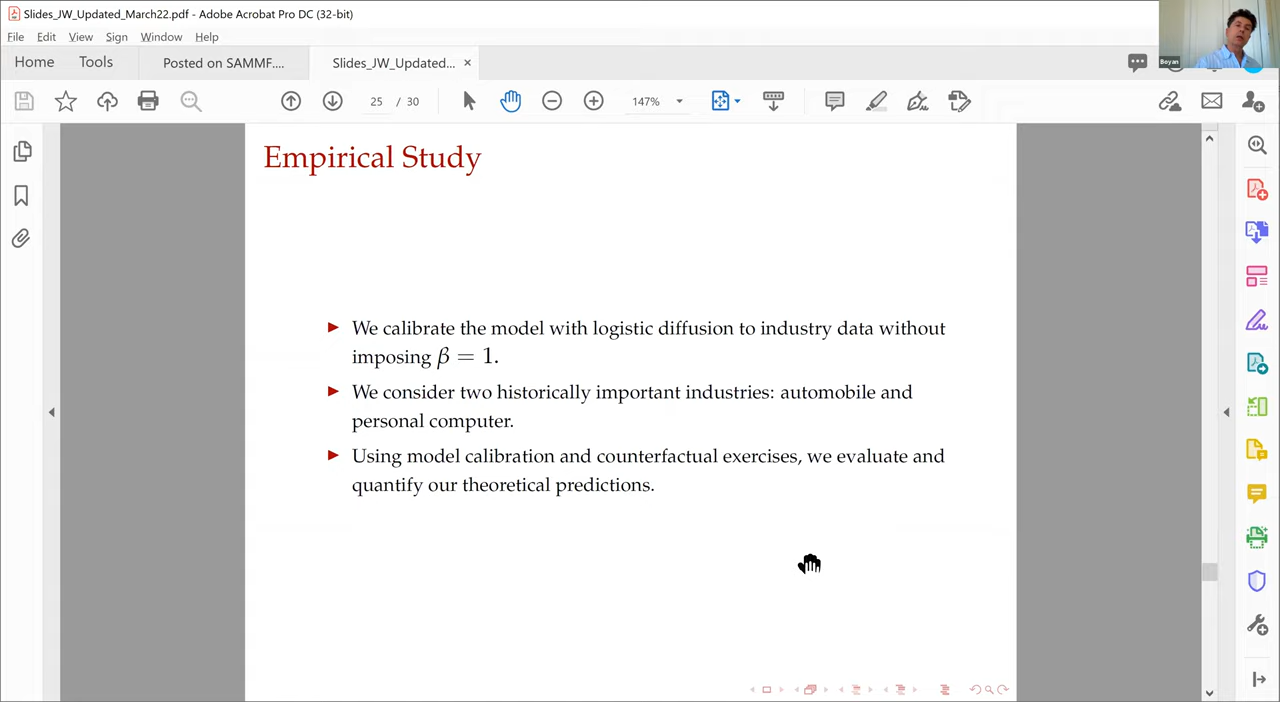 Slides_JW_Updated_March22.pdf - Adobe Acrobat Pro DC (32-bit)
File Edit View Sign Window Help
Home Tools Posted on SAMMF.... Slides_JW_Updated... ×
25 / 30 147%
Boyan
Empirical Study
► We calibrate the model with logistic diffusion to industry data without
imposing β = 1.
► We consider two historically important industries: automobile and
personal computer.
► Using model calibration and counterfactual exercises, we evaluate and
quantify our theoretical predictions.